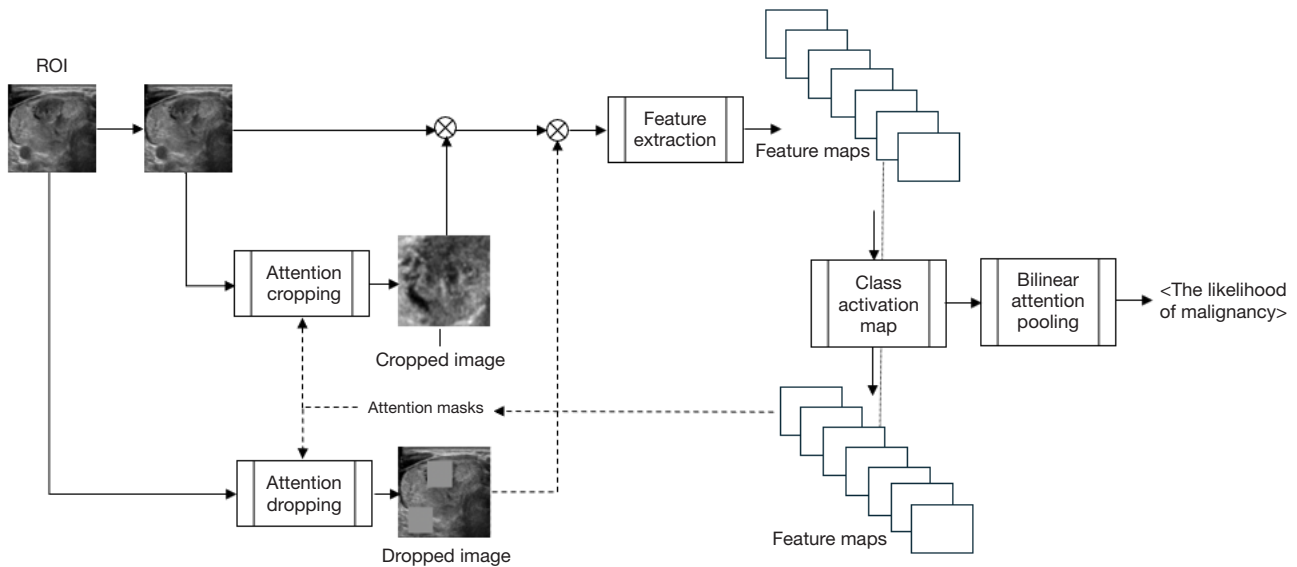 ROI
Feature
extraction
Feature maps
Attention
cropping
Cropped image
Class
activation
map
Bilinear
attention
pooling
<The likelihood
of malignancy>
Attention masks
Attention
dropping
Dropped image
Feature maps